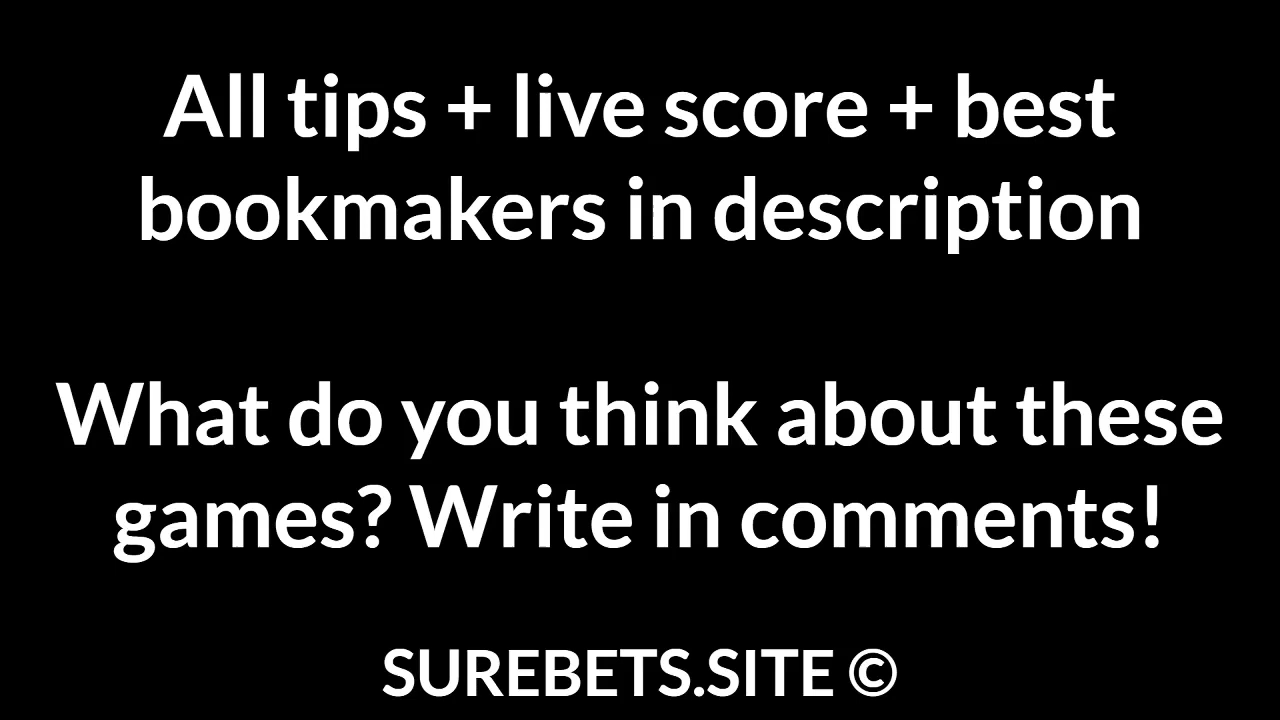 All tips + live score + best
bookmakers in description
What do you think about these
games? Write in comments!
SUREBETS.SITE ©